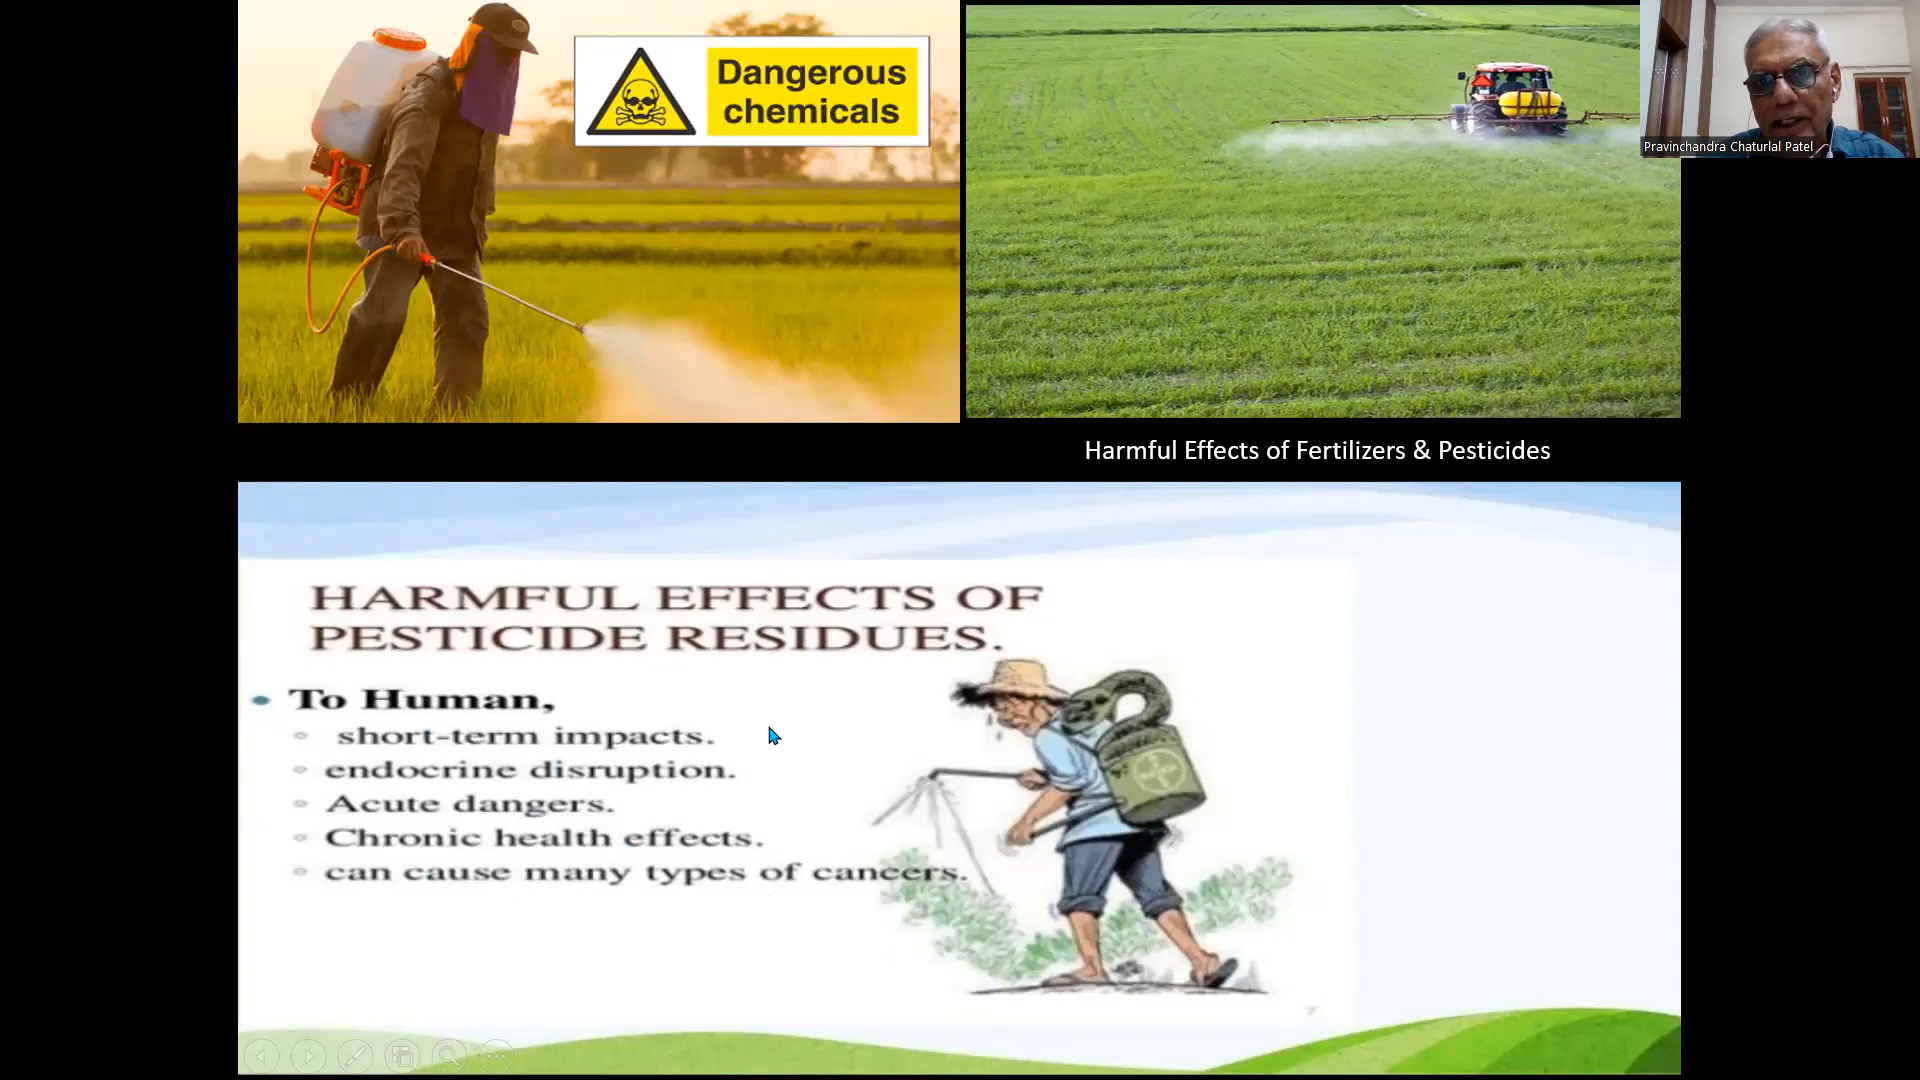 Dangerous
chemicals
Pravinchandra Chaturlal Patel
Harmful Effects of Fertilizers & Pesticides
HARMFUL EFFECTS OF
PESTICIDE RESIDUES.
• To Human,
◦ short-term impacts.
◦ endocrine disruption.
◦ Acute dangers.
◦ Chronic health effects.
◦ can cause many types of cancers.
7